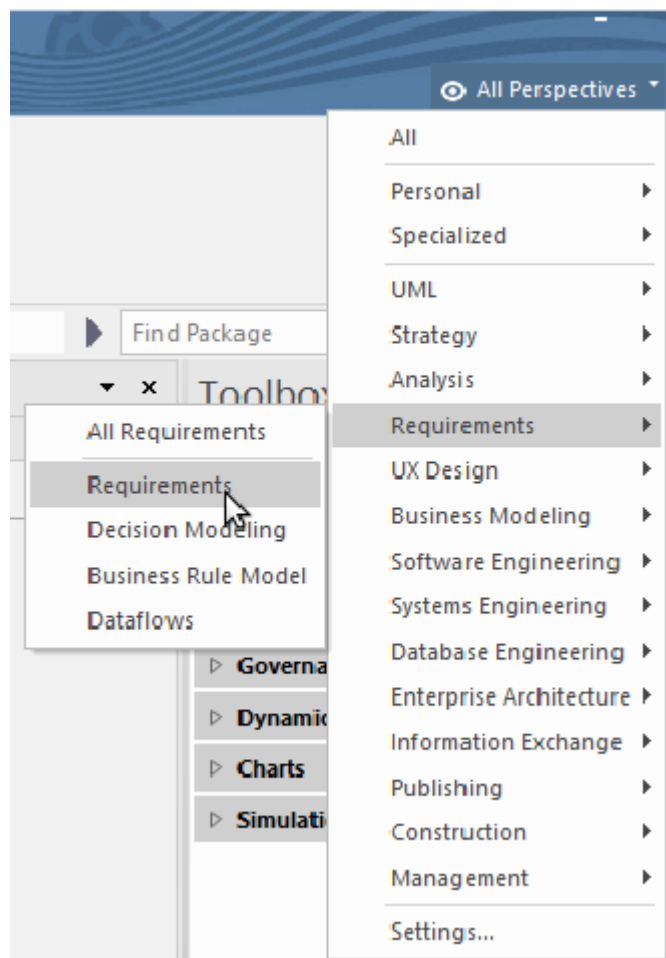 All Perspectives
All
Personal
Specialized
UML
Find Package
Strategy
Analysis
Toolbox
All Requirements
Requirements
Requirements
UX Design
Decision Modeling
Business Modeling
Business Rule Model
Software Engineering
Dataflows
Systems Engineering
Database Engineering
Enterprise Architecture
Information Exchange
Charts
Publishing
Construction
Management
Settings...